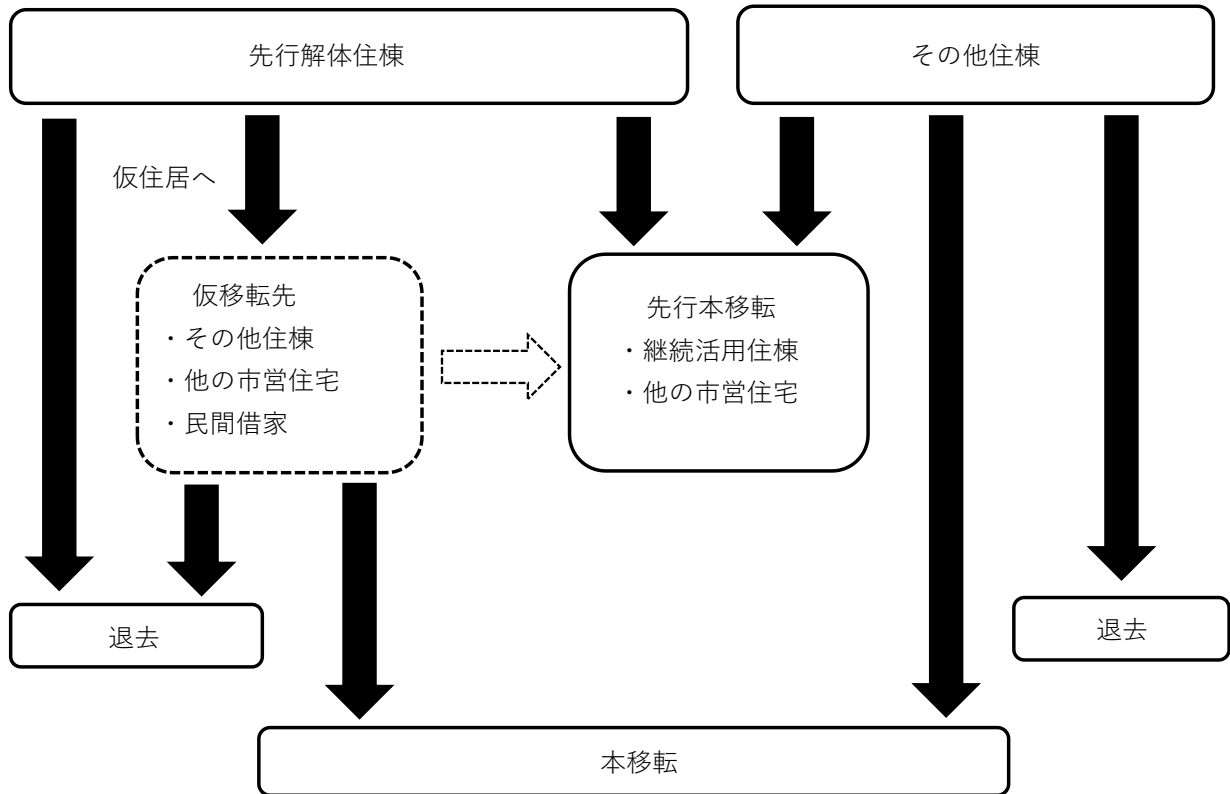 先行解体住棟
その他住棟
仮住居へ
仮移転先
・その他住棟
・他の市営住宅
・民間借家
先行本移転
・継続活用住棟
・他の市営住宅
退去
退去
本移転